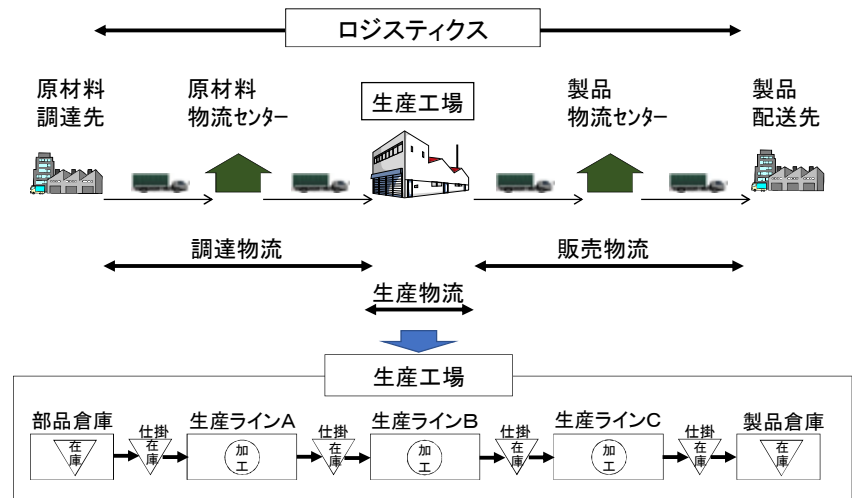 ロジスティクス
原材料
調達先
原材料
物流センター
生産工場
製品
物流センター
製品
配送先
調達物流
販売物流
生産物流
生産工場
部品倉庫
仕掛
生産ラインA
仕掛
生産ラインB
仕掛
生産ラインC
仕掛
製品倉庫
在
庫
在
庫
加
工
在
庫
加
工
在
庫
加
工
在
庫
在
庫